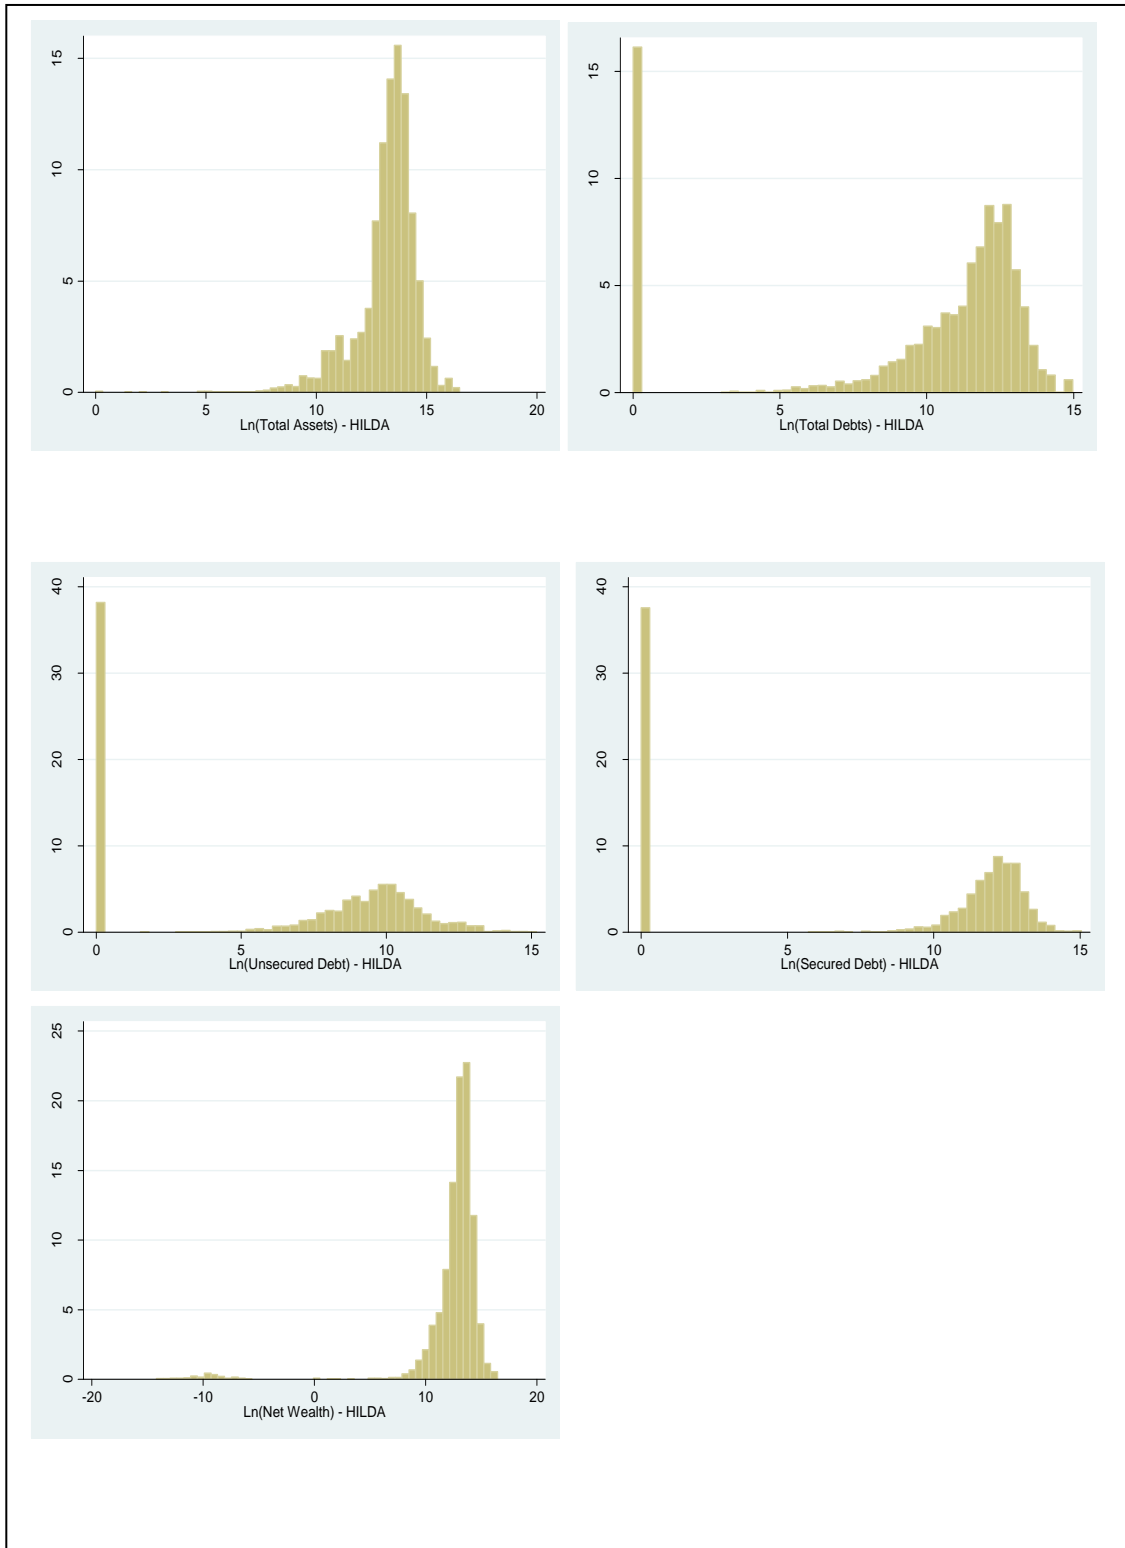 15
10
5
0
0 5 10 15 20
Ln(Total Assets) - HILDA
15
10
5
0
0 5 10 15
Ln(Total Debts) - HILDA
40
30
20
10
0
0 5 10 15
Ln(Unsecured Debt) - HILDA
40
30
20
10
0
0 5 10 15
Ln(Secured Debt) - HILDA
25
20
15
10
5
0
-20 -10 0 10 20
Ln(Net Wealth) - HILDA